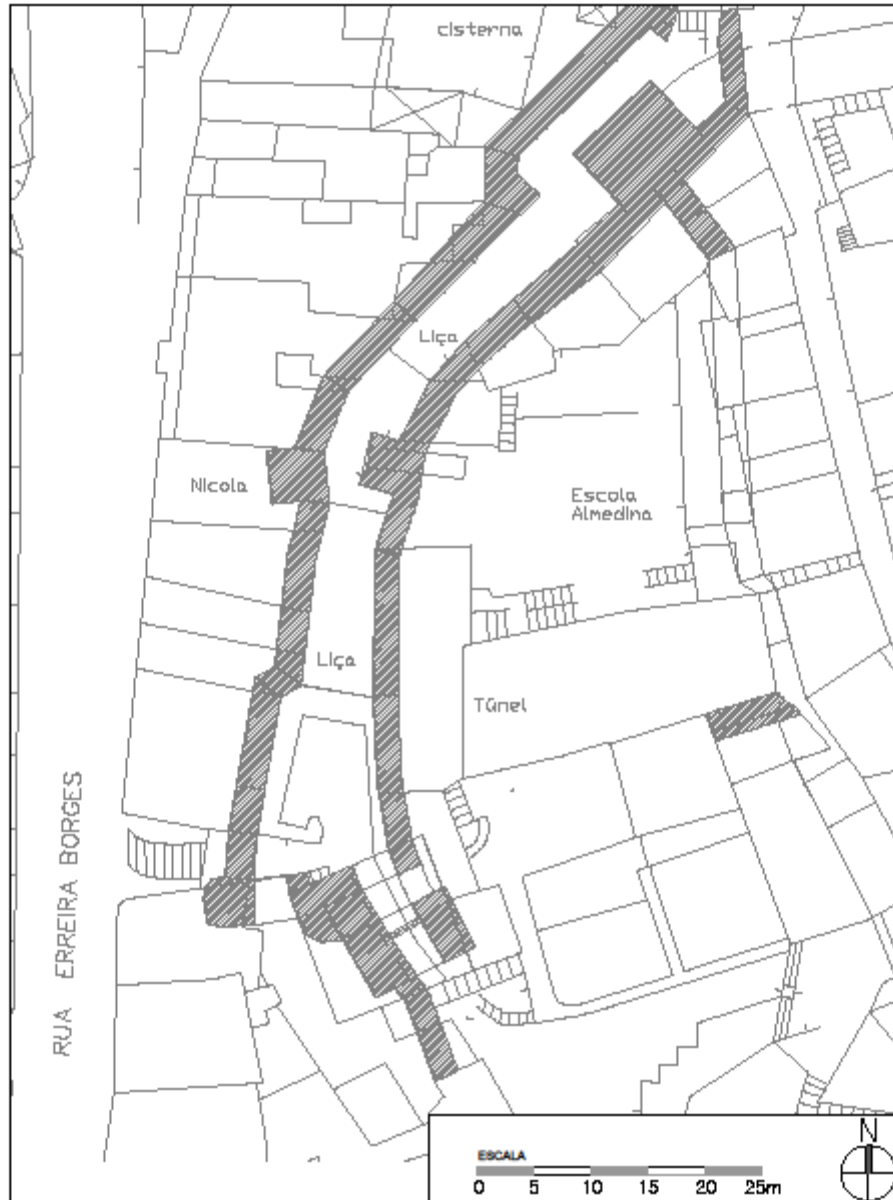 cisterna
Liça
Nicola
Escola
Almedina
Liça
Túnel
RUA ERREIRA BORGES
N
ESCALA
0 5 10 15 20 25m